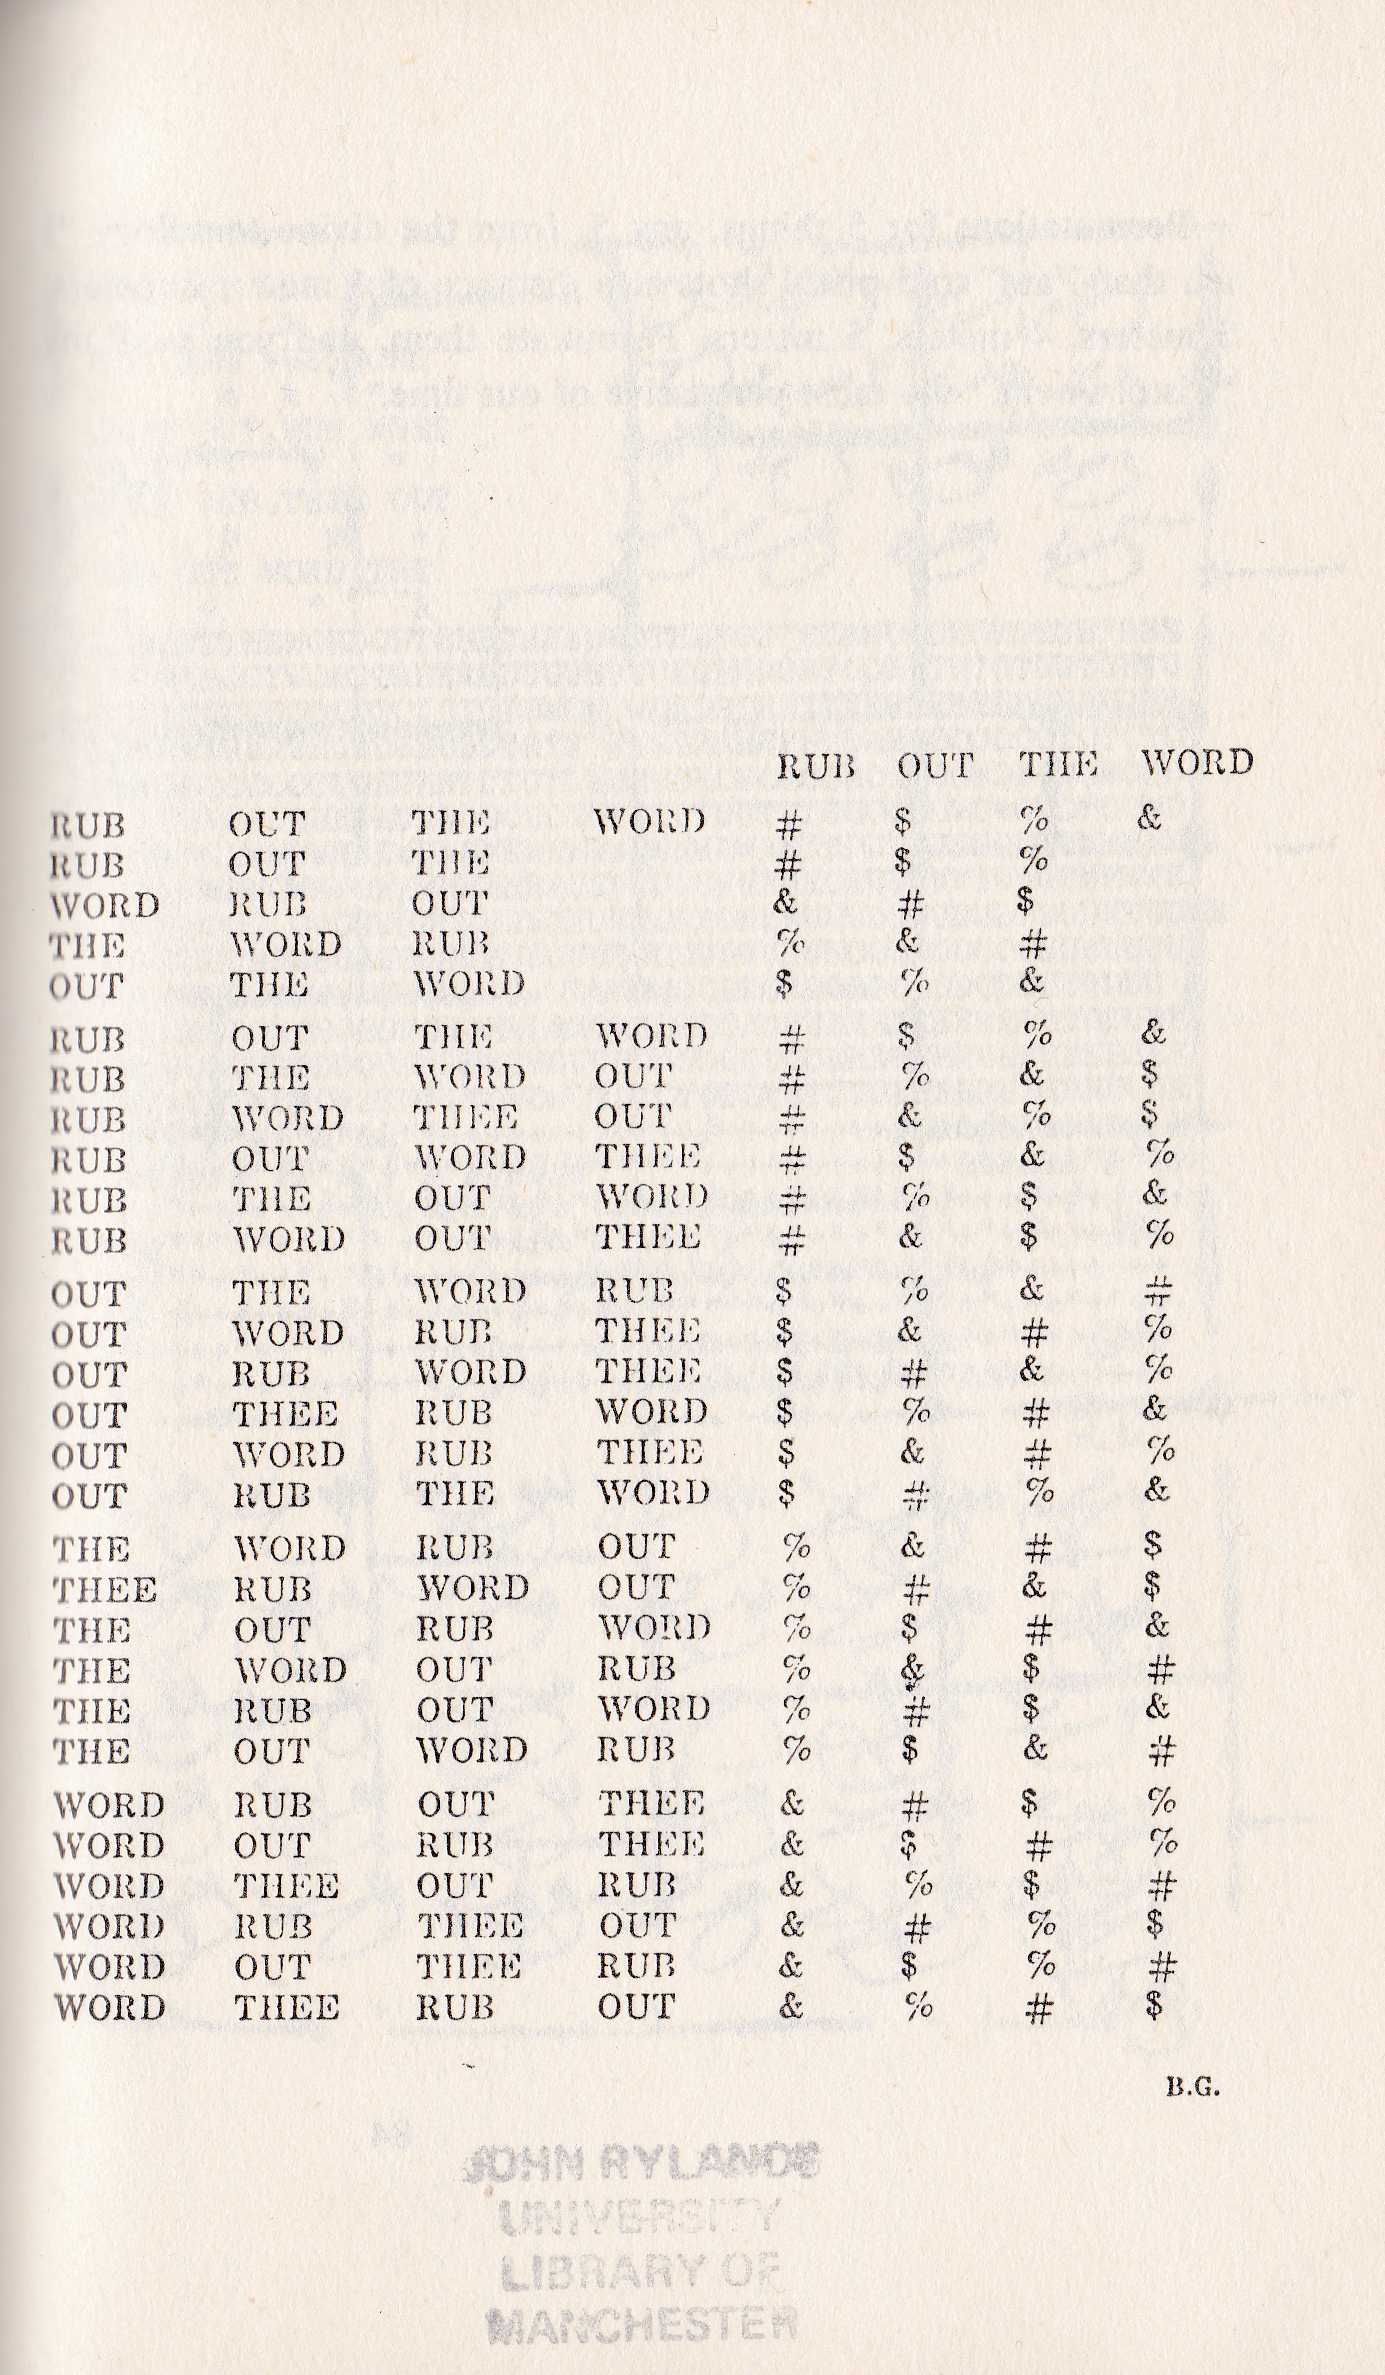 RUB OUT THE WORD
RUB OUT THE WORD # $ % &
RUB OUT THE # $ %
WORD RUB OUT & # $
THE WORD RUB % & #
OUT THE WORD $ % &
RUB OUT THE WORD # $ % &
RUB THE WORD OUT # % & $
RUB WORD THEE OUT # & % $
RUB OUT WORD THEE # $ & %
RUB THE OUT WORD # % $ &
RUB WORD OUT THEE # & $ %
OUT THE WORD RUB $ % & #
OUT WORD RUB THEE $ & # %
OUT RUB WORD THEE $ # & %
OUT THEE RUB WORD $ % # &
OUT WORD RUB THEE $ & # %
OUT RUB THE WORD $ # % &
THE WORD RUB OUT % & # $
THEE RUB WORD OUT % # & $
THE OUT RUB WORD % $ # &
THE WORD OUT RUB % & $ #
THE RUB OUT WORD % # $ &
THE OUT WORD RUB % $ & #
WORD RUB OUT THEE & # $ %
WORD OUT RUB THEE & $ # %
WORD THEE OUT RUB & % $ #
WORD RUB THEE OUT & # % $
WORD OUT THEE RUB & $ % #
WORD THEE RUB OUT & % # $
B.G.
JOHN RYLANDS
UNIVERSITY
LIBRARY OF
MANCHESTER